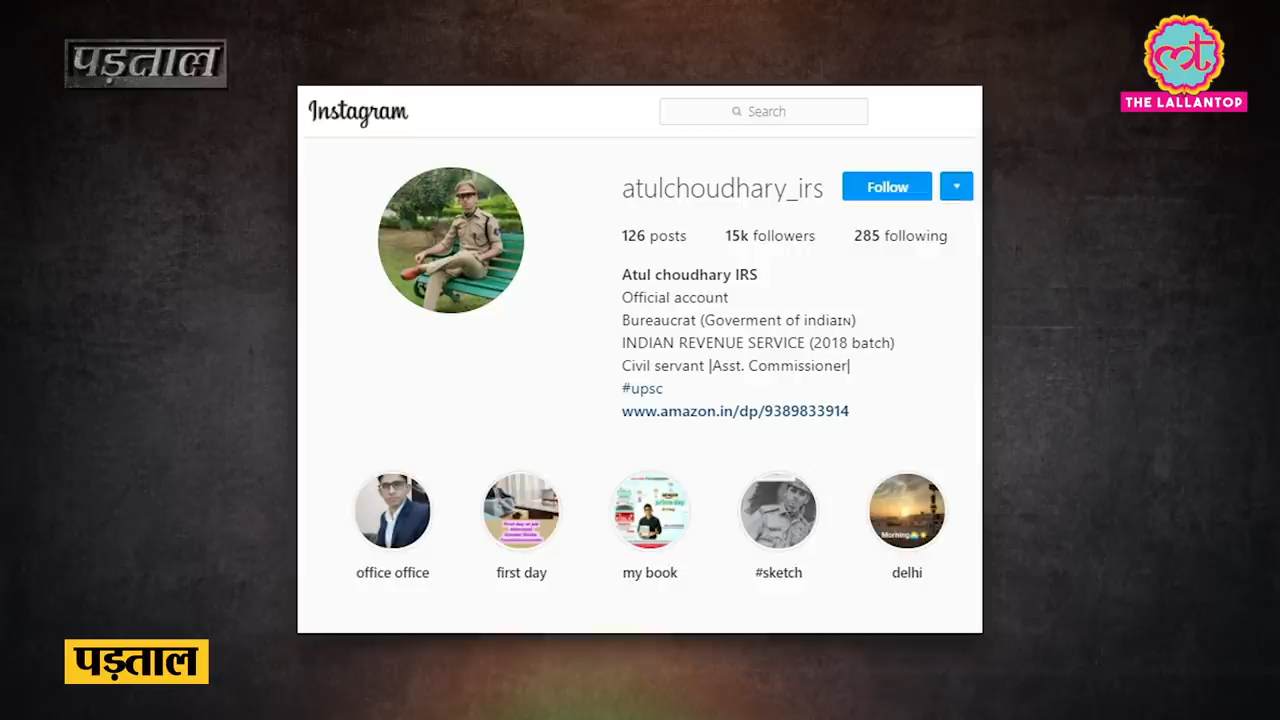 पड़ताल
THE LALLANTOP
Instagram
Search
atulchoudhary_irs
Follow
126 posts 15k followers 285 following
Atul choudhary IRS
Official account
Bureaucrat (Goverment of indiaɪɴ)
INDIAN REVENUE SERVICE (2018 batch)
Civil servant |Asst. Commissioner|
#upsc
www.amazon.in/dp/9389833914
Morning
office office
first day
my book
#sketch
delhi
पड़ताल